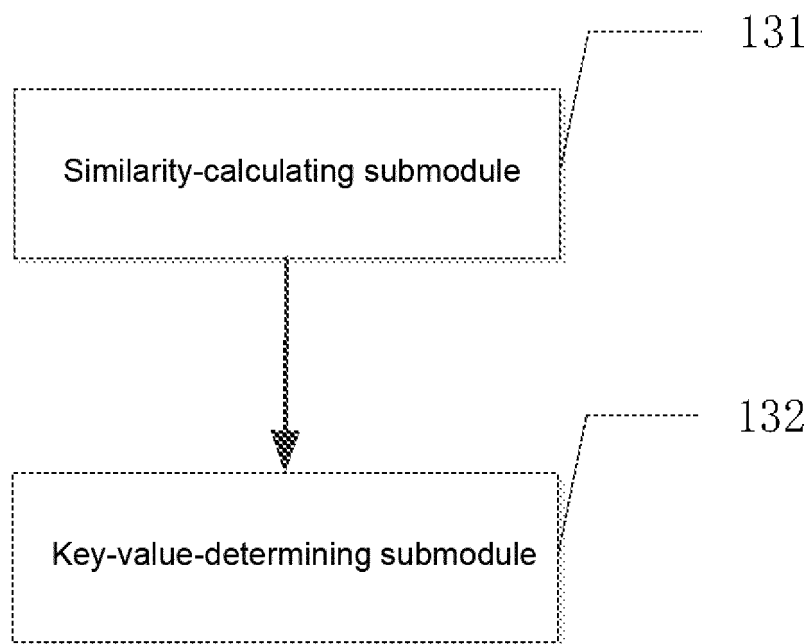 131
Similarity-calculating submodule
132
Key-value-determining submodule